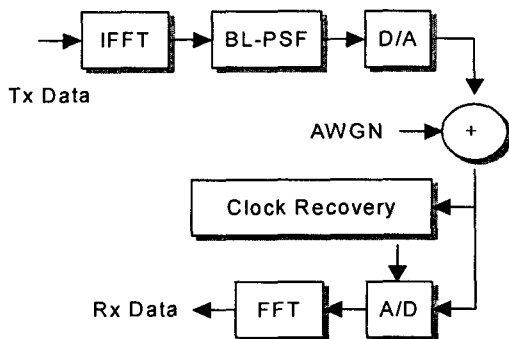 IFFT
BL-PSF
D/A
Tx Data
AWGN
+
Clock Recovery
Rx Data
FFT
A/D